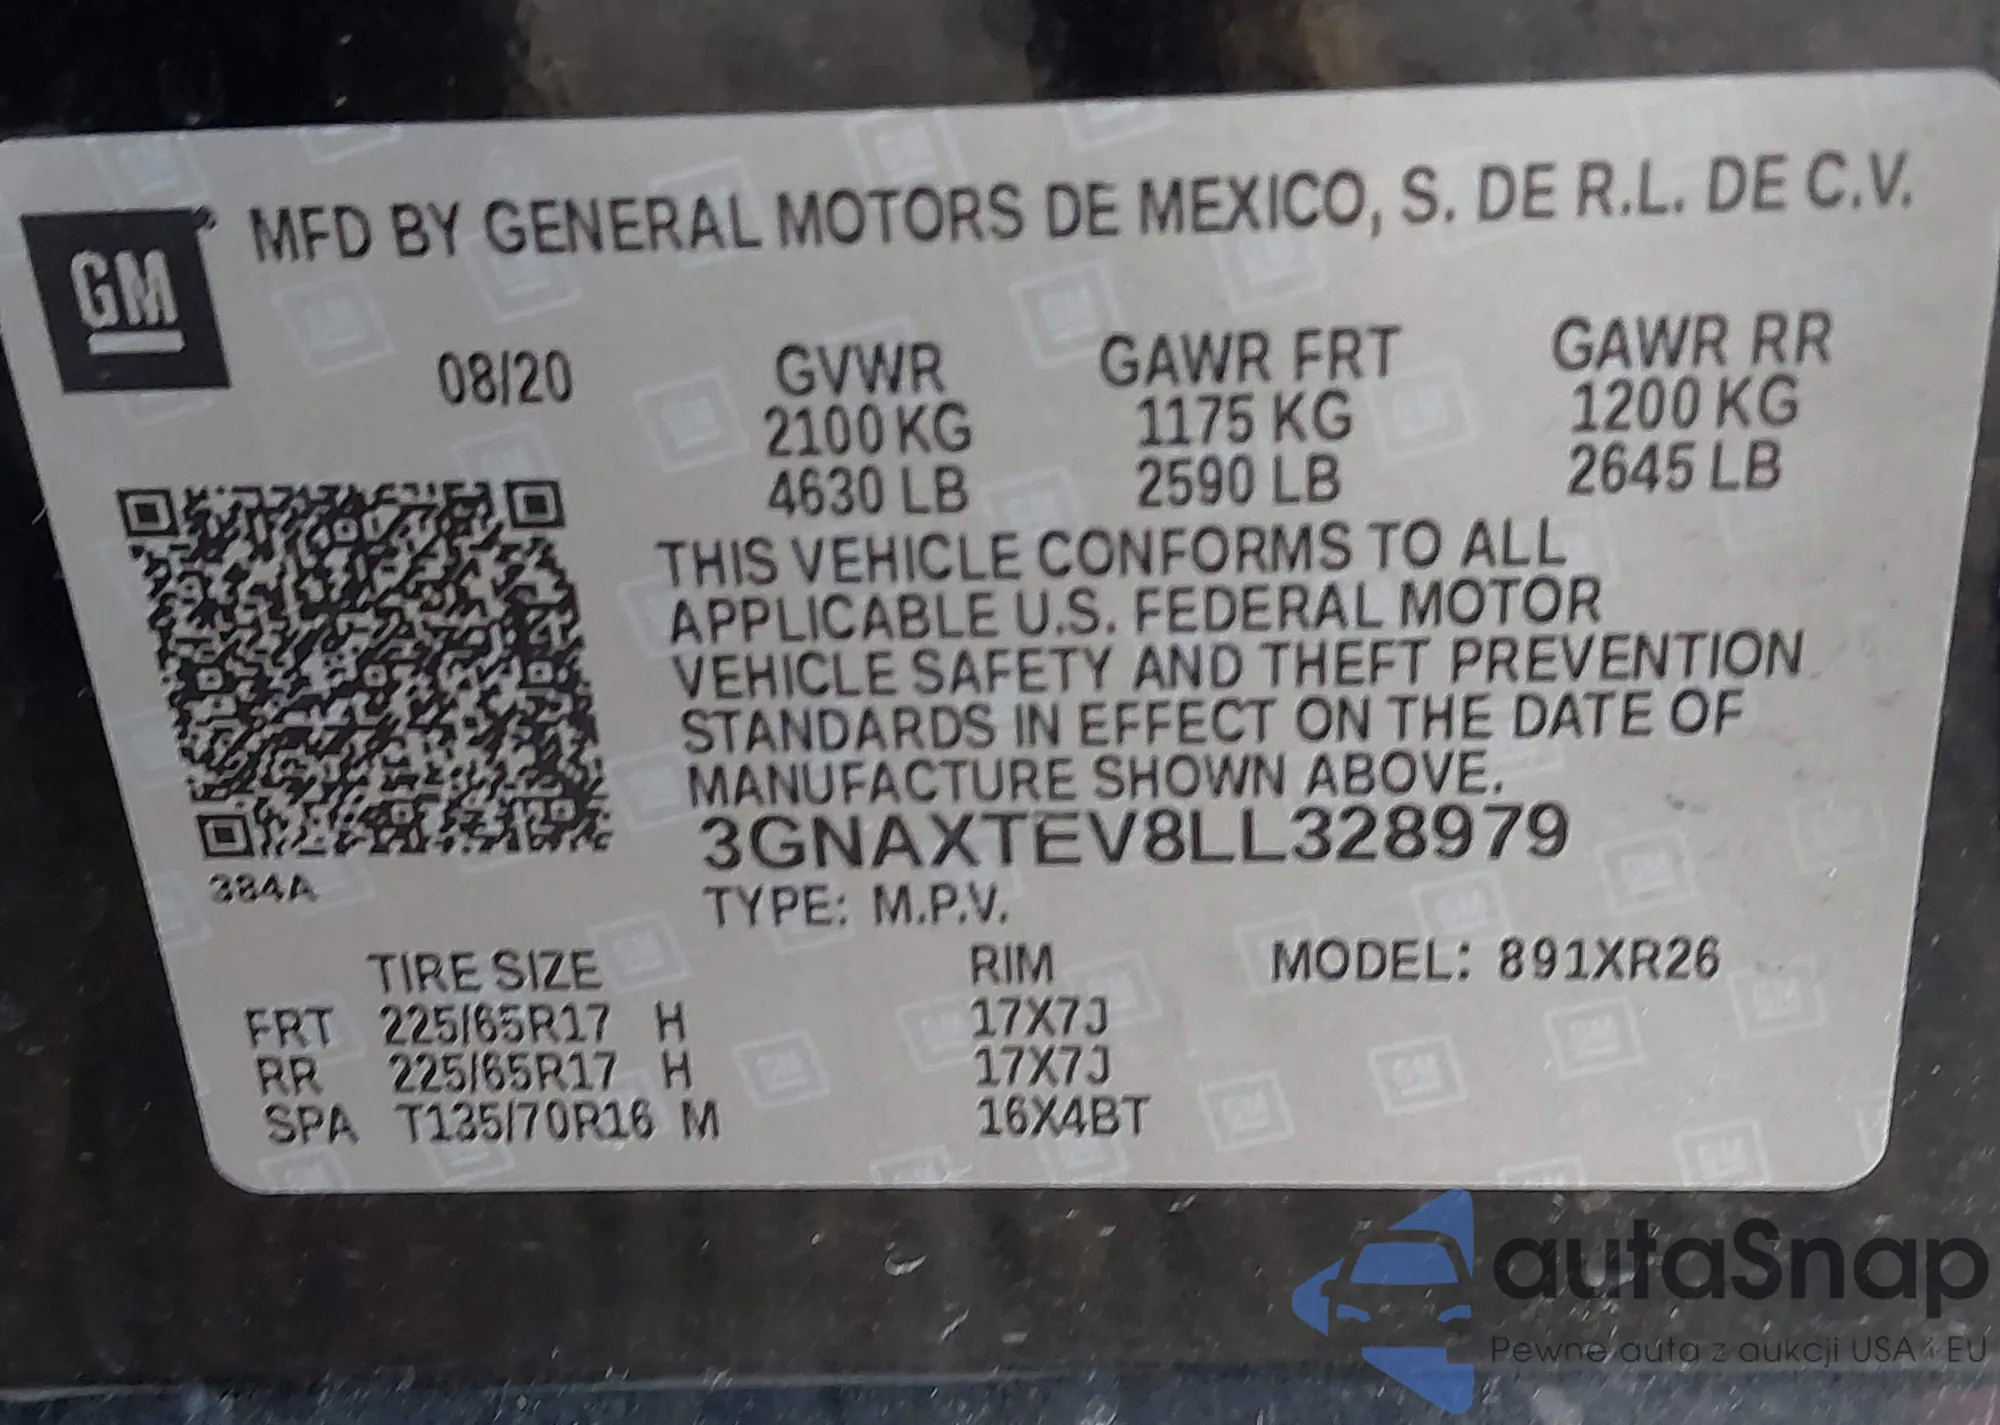 MFD BY GENERAL MOTORS DE MEXICO, S. DE R.L. DE C.V.
GM
08/20 GVWR GAWR FRT GAWR RR
2100 KG 1175 KG 1200 KG
4630 LB 2590 LB 2645 LB
THIS VEHICLE CONFORMS TO ALL
APPLICABLE U.S. FEDERAL MOTOR
VEHICLE SAFETY AND THEFT PREVENTION
STANDARDS IN EFFECT ON THE DATE OF
MANUFACTURE SHOWN ABOVE.
3GNAXTEV8LL328979
384A
TYPE: M.P.V.
TIRE SIZE RIM MODEL: 891XR26
FRT 225/65R17 H 17X7J
RR 225/65R17 H 17X7J
SPA T135/70R16 M 16X4BT
autaSnap
Pewne auta z aukcji USA i EU